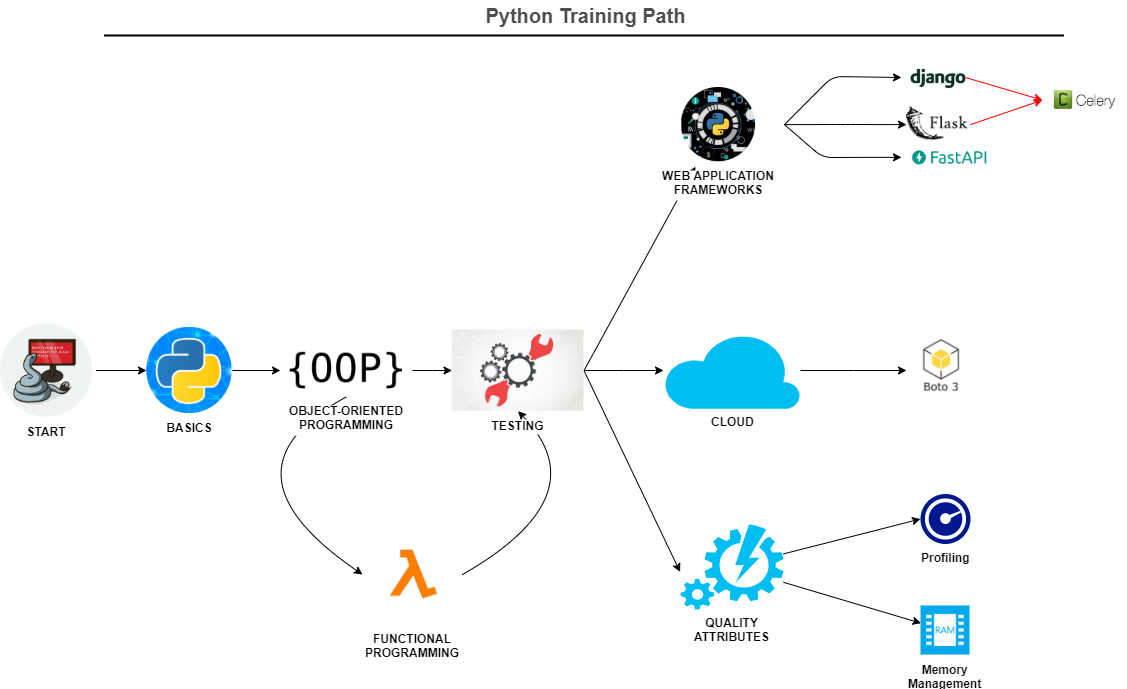 Python Training Path
django
Celery
Flask
FastAPI
WEB APPLICATION
FRAMEWORKS
{OOP}
OBJECT-ORIENTED
PROGRAMMING
START
BASICS
TESTING
CLOUD
Boto 3
λ
FUNCTIONAL
PROGRAMMING
QUALITY
ATTRIBUTES
Profiling
RAM
Memory
Management